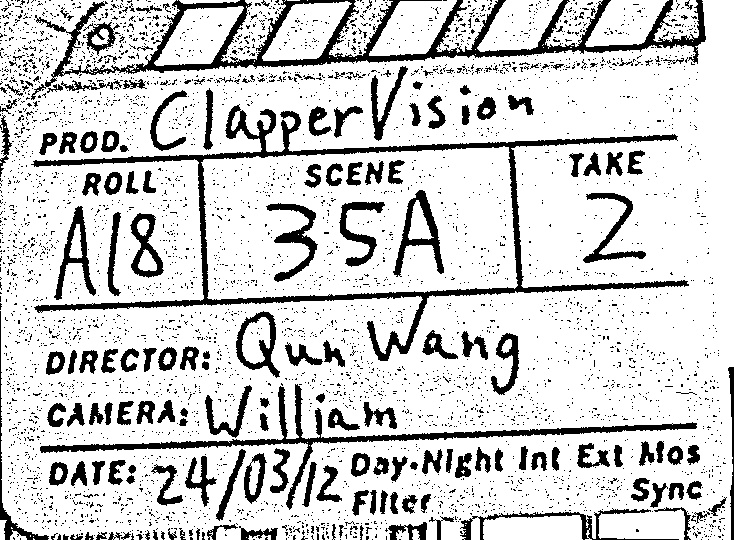 PROD. ClapperVision
ROLL SCENE TAKE
A18 35A 2
DIRECTOR: Qun Wang
CAMERA: William
DATE: 24/03/12 Day·Night Int Ext Mos
Filter Sync